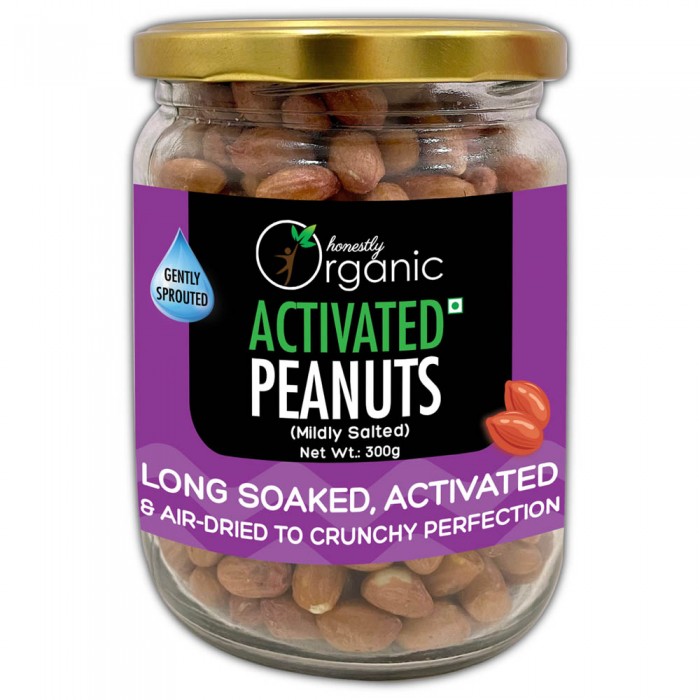 honestly
Organic
GENTLY
SPROUTED
ACTIVATED
PEANUTS
(Mildly Salted)
Net Wt.: 300g
LONG SOAKED, ACTIVATED
& AIR-DRIED TO CRUNCHY PERFECTION